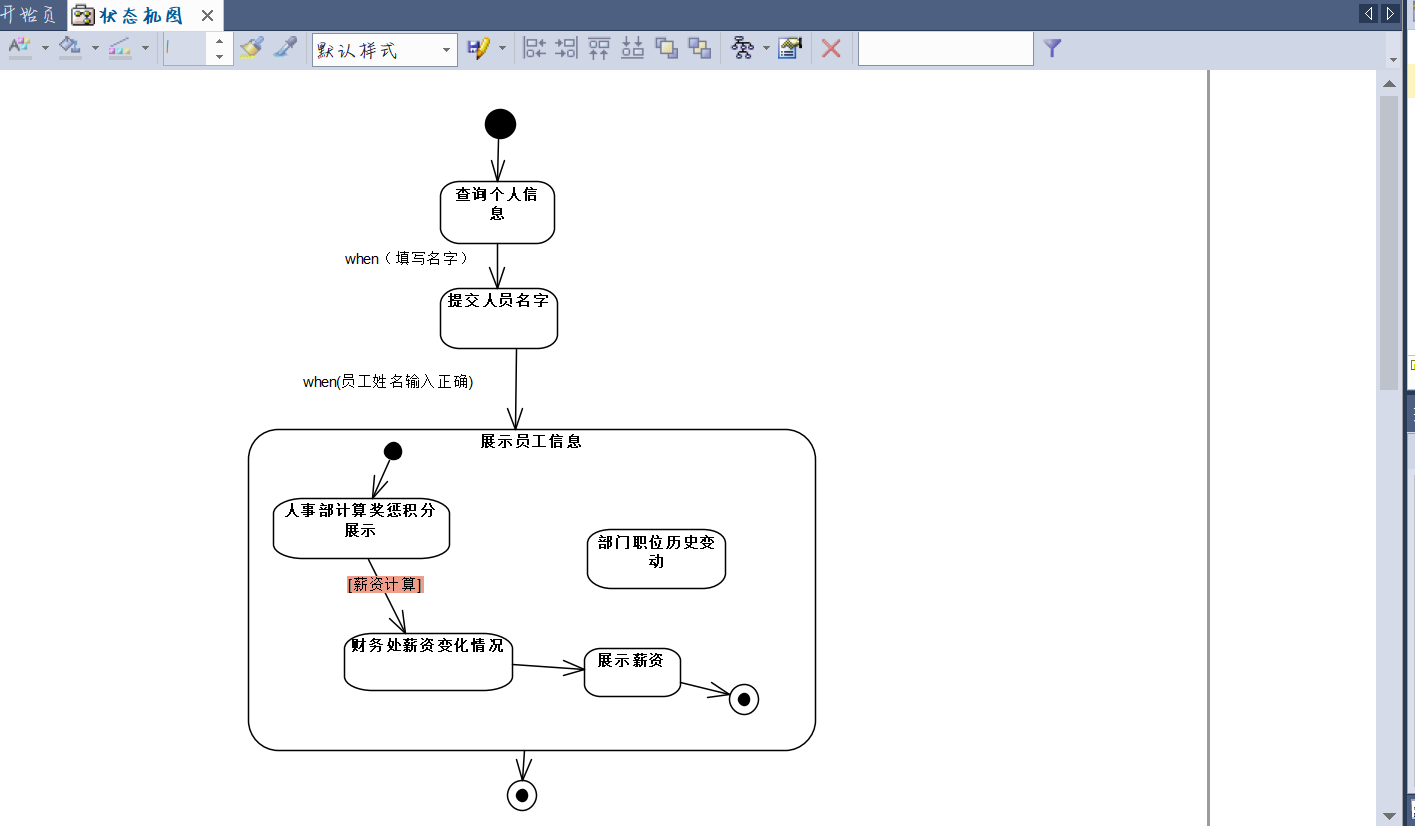 开始页
状态机图
默认样式
查询个人信
息
when（填写名字）
提交人员名字
when(员工姓名输入正确)
展示员工信息
人事部计算奖惩积分
展示
部门职位历史变
动
[薪资计算]
财务处薪资变化情况
展示薪资